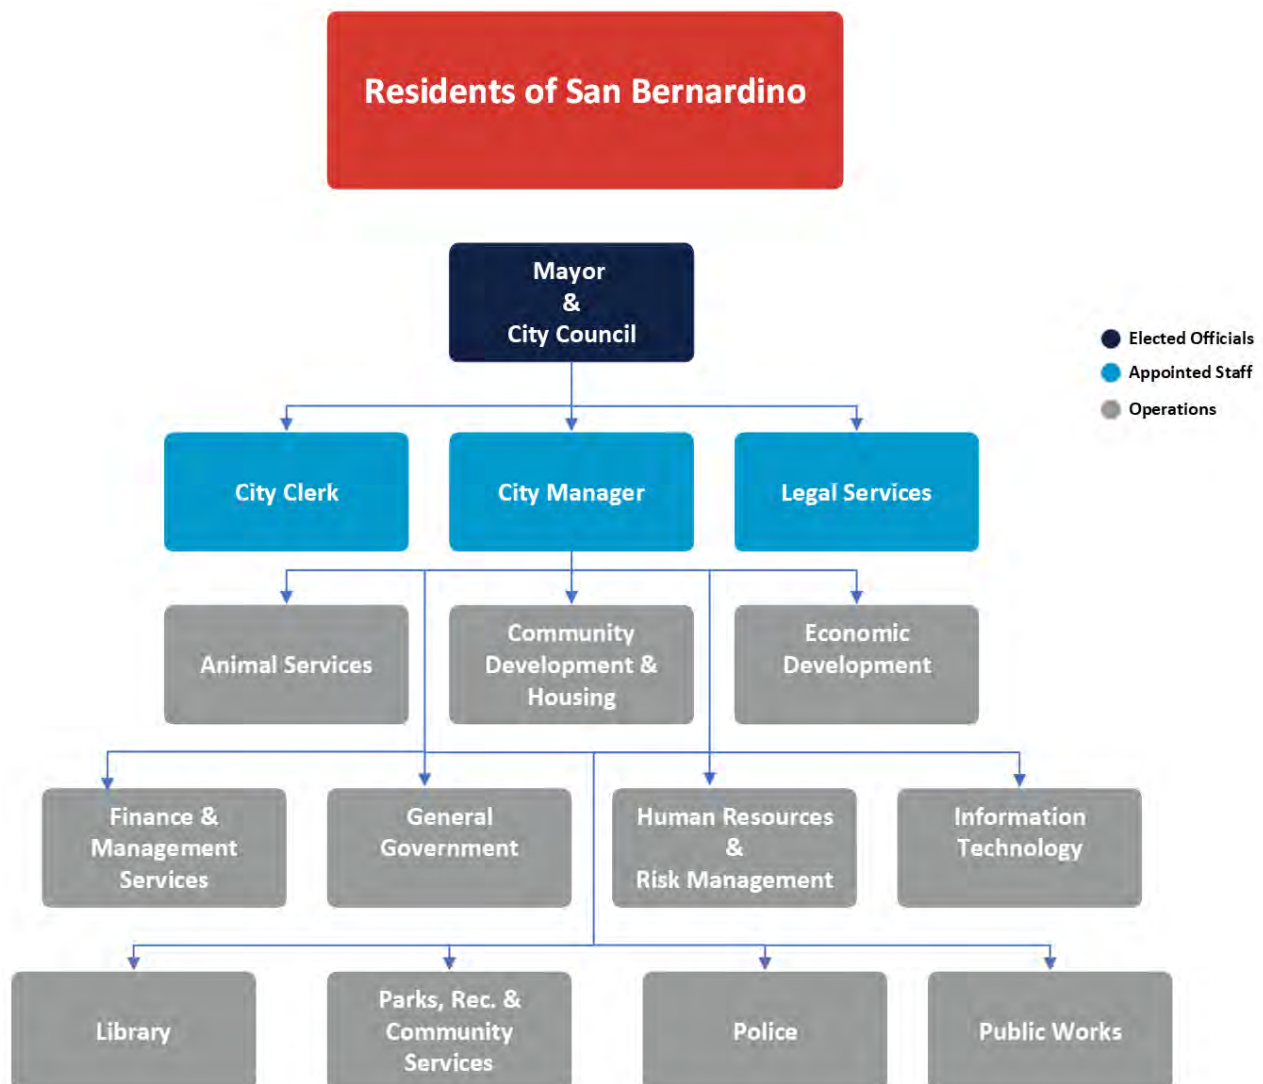 Residents of San Bernardino
Mayor
&
City Council
Elected Officials
Appointed Staff
Operations
City Clerk
City Manager
Legal Services
Animal Services
Community
Development &
Housing
Economic
Development
Finance &
Management
Services
General
Government
Human Resources
&
Risk Management
Information
Technology
Library
Parks, Rec. &
Community
Services
Police
Public Works